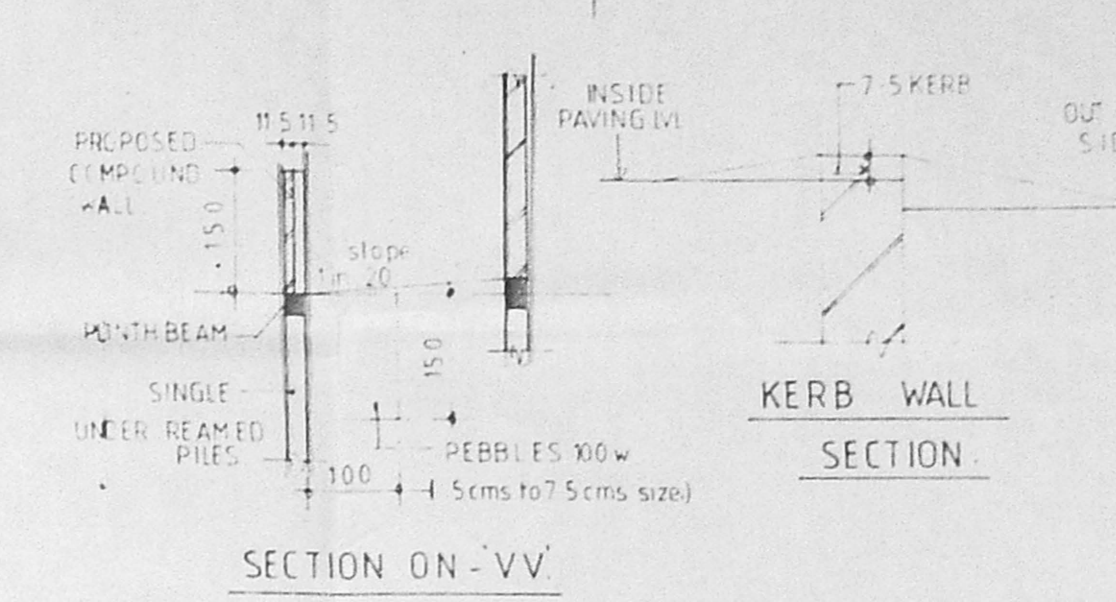 PROPOSED
COMPOUND
WALL
11 5 11 5
150
slope
1 in 20
PLINTH BEAM
SINGLE
UNDER REAMED
PILES
150
100
PEBBLES 100 w
5cms to 7 5cms size)
SECTION ON-'VV'.
INSIDE
PAVING LVL
7·5 KERB
OUT
SI
KERB WALL
SECTION.